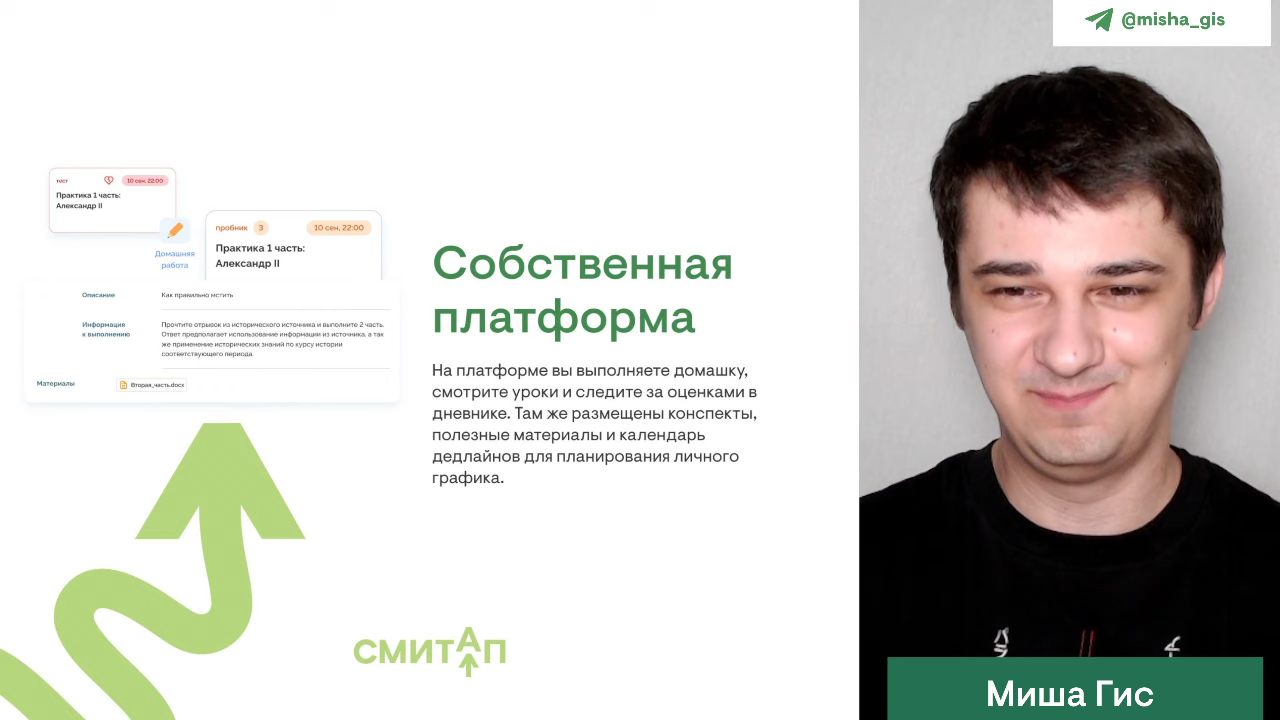 @misha_gis
тест
10 сен, 22:00
Практика 1 часть:
Александр II
Домашняя
работа
пробник 3 10 сен, 22:00
Практика 1 часть:
Александр II
Описание Как правильно мстить
Информация
к выполнению
Прочтите отрывок из исторического источника и выполните 2 часть.
Ответ предполагает использование информации из источника, а так
же применение исторических знаний по курсу истории
соответствующего периода.
Материалы Вторая_часть.docx
Собственная
платформа
На платформе вы выполняете домашку,
смотрите уроки и следите за оценками в
дневнике. Там же размещены конспекты,
полезные материалы и календарь
дедлайнов для планирования личного
графика.
СМИТАП
Миша Гис